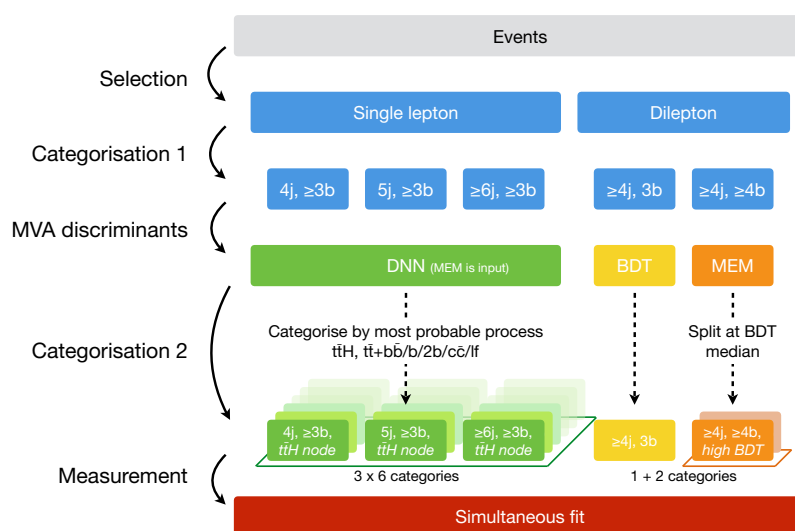 Events
Selection
Single lepton
Dilepton
Categorisation 1
4j, ≥3b
5j, ≥3b
≥6j, ≥3b
≥4j, 3b
≥4j, ≥4b
MVA discriminants
DNN (MEM is input)
BDT
MEM
Categorise by most probable process
tt̄H, tt̄+bb̄/b/2b/cc̄/lf
Split at BDT
median
Categorisation 2
4j, ≥3b,
tt̄H node
5j, ≥3b,
tt̄H node
≥6j, ≥3b,
tt̄H node
≥4j, 3b
≥4j, ≥4b,
high BDT
Measurement
3 x 6 categories
1 + 2 categories
Simultaneous fit